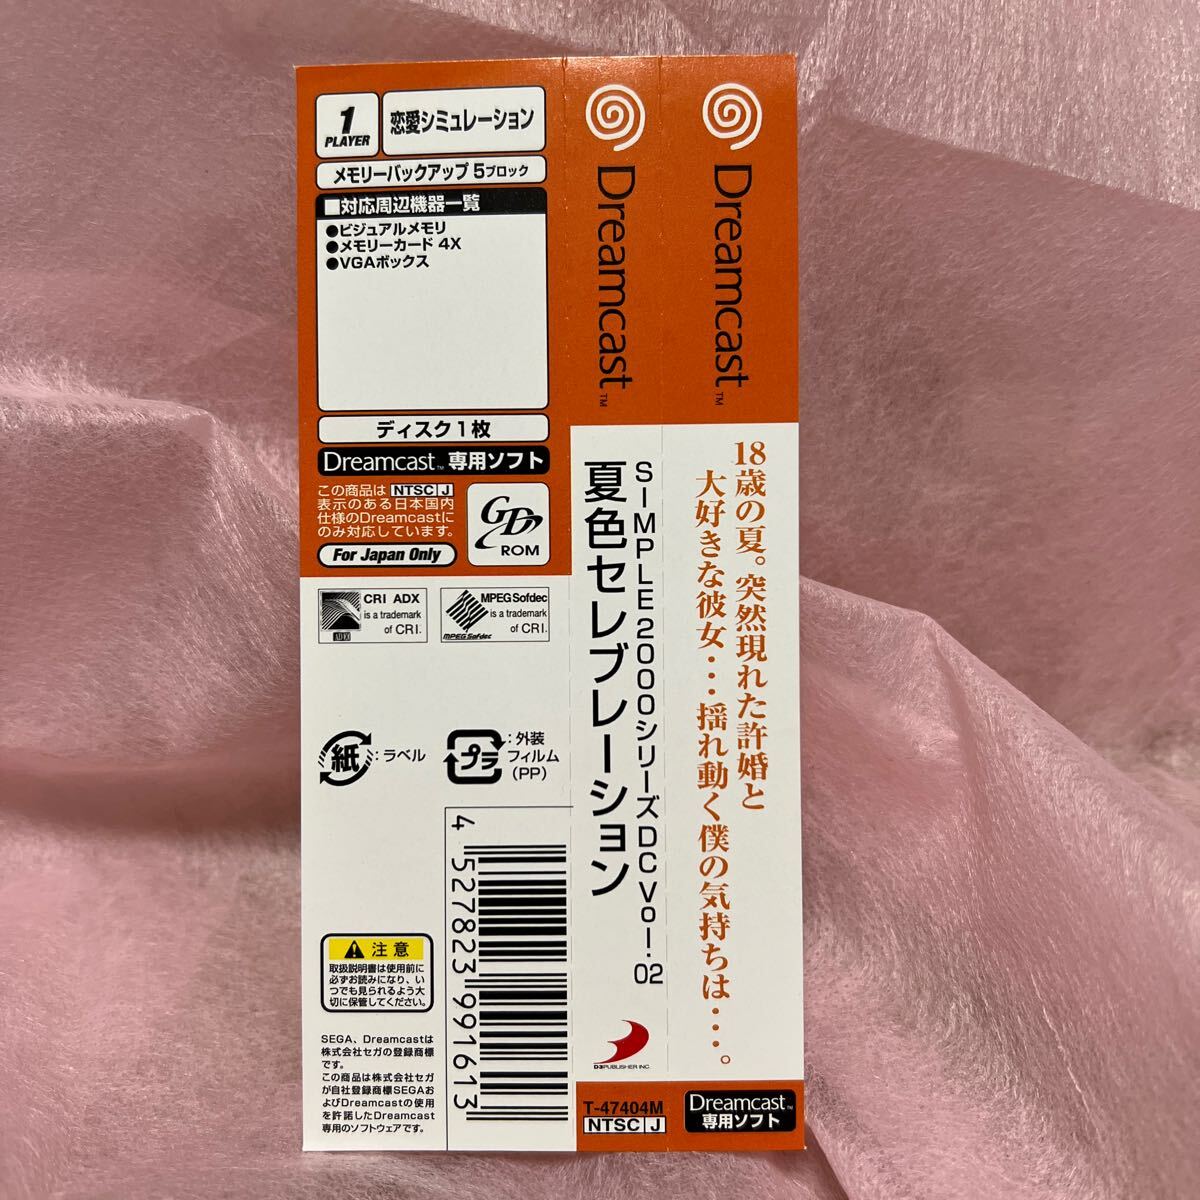 1
PLAYER
恋愛シミュレーション
メモリーバックアップ 5ブロック
■対応周辺機器一覧
●ビジュアルメモリ
●メモリーカード 4X
●VGAボックス
ディスク1枚
Dreamcast™ 専用ソフト
この商品は NTSC J
表示のある日本国内
仕様のDreamcastに
のみ対応しています。
For Japan Only
GD
ROM
CRI ADX
is a trademark
of CRI.
ADX
MPEG Sofdec
is a trademark
of CRI.
MPEG Sofdec
紙
:ラベル
プラ
:外装
フィルム
(PP)
4 527823 991613
注意
取扱説明書は使用前に
必ずお読みになり、い
つでも見られるよう大
切に保管してください。
SEGA、Dreamcastは
株式会社セガの登録商標
です。
この商品は株式会社セガ
が自社登録商標SEGAお
よびDreamcastの使用
を許諾したDreamcast
専用のソフトウェアです。
Dreamcast™
SIMPLE2000シリーズDC Vol.02
夏色セレブレーション
D3PUBLISHER INC.
T-47404M
NTSC J
Dreamcast™
18歳の夏。突然現れた許婚と
大好きな彼女・・・揺れ動く僕の気持ちは・・・。
Dreamcast™
専用ソフト